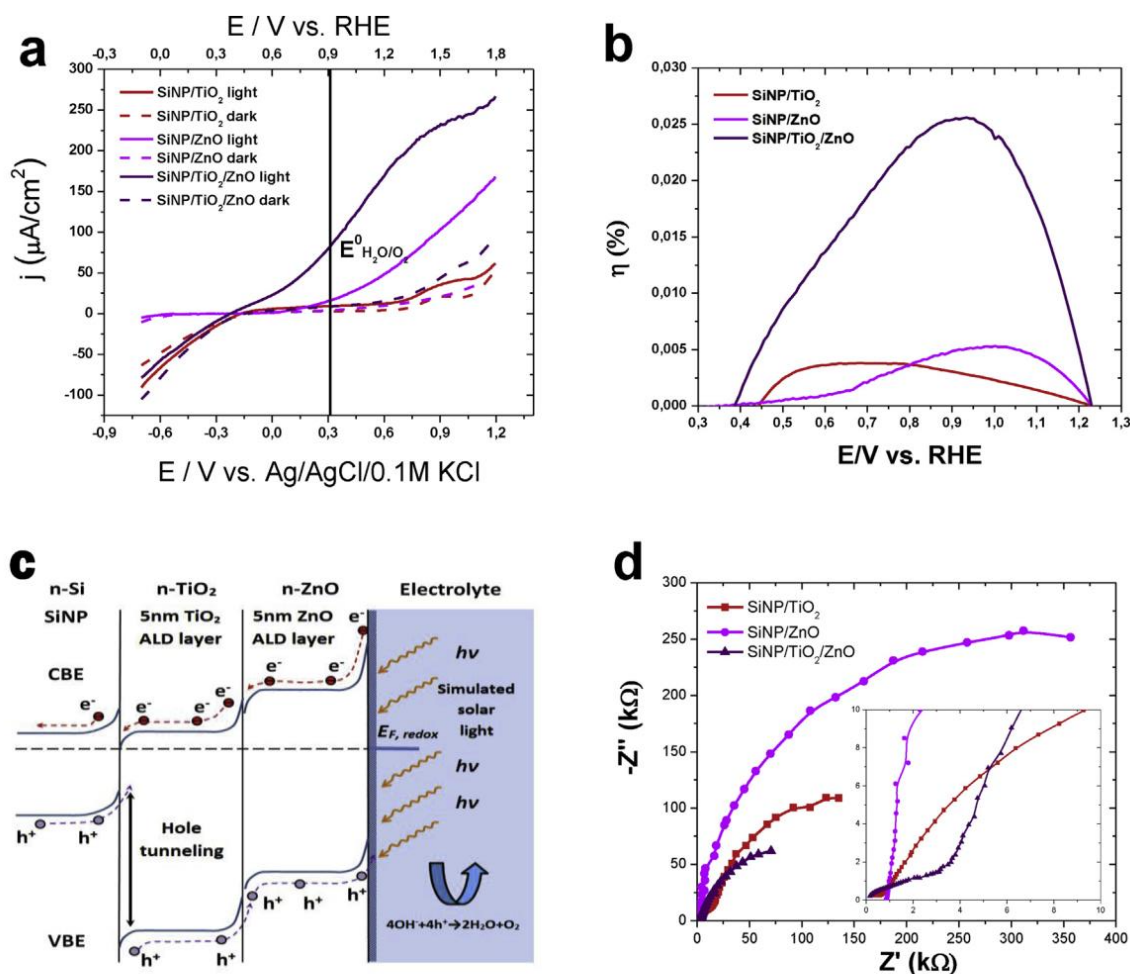 a
E / V vs. RHE
-0,3 0,0 0,3 0,6 0,9 1,2 1,5 1,8
300
250
200
150
100
50
0
-50
-100
j (μA/cm²)
SiNP/TiO₂ light
SiNP/TiO₂ dark
SiNP/ZnO light
SiNP/ZnO dark
SiNP/TiO₂/ZnO light
SiNP/TiO₂/ZnO dark
E⁰H₂O/O₂
-0,9 -0,6 -0,3 0,0 0,3 0,6 0,9 1,2
E / V vs. Ag/AgCl/0.1M KCl
b
0,030
0,025
0,020
0,015
0,010
0,005
0,000
η (%)
SiNP/TiO₂
SiNP/ZnO
SiNP/TiO₂/ZnO
0,3 0,4 0,5 0,6 0,7 0,8 0,9 1,0 1,1 1,2 1,3
E/V vs. RHE
c
n-Si n-TiO₂ n-ZnO Electrolyte
SiNP 5nm TiO₂ 5nm ZnO
ALD layer ALD layer
CBE
e⁻ e⁻ e⁻ e⁻ e⁻ e⁻ e⁻
hν
Simulated
solar
light
EF, redox
hν
hν
Hole
tunneling
h⁺ h⁺ h⁺ h⁺ h⁺ h⁺ h⁺
4OH⁻+4h⁺→2H₂O+O₂
VBE
d
300
250
200
150
100
50
0
-Z'' (kΩ)
SiNP/TiO₂
SiNP/ZnO
SiNP/TiO₂/ZnO
10
8
6
4
2
0
0 2 4 6 8 10
0 50 100 150 200 250 300 350 400
Z' (kΩ)